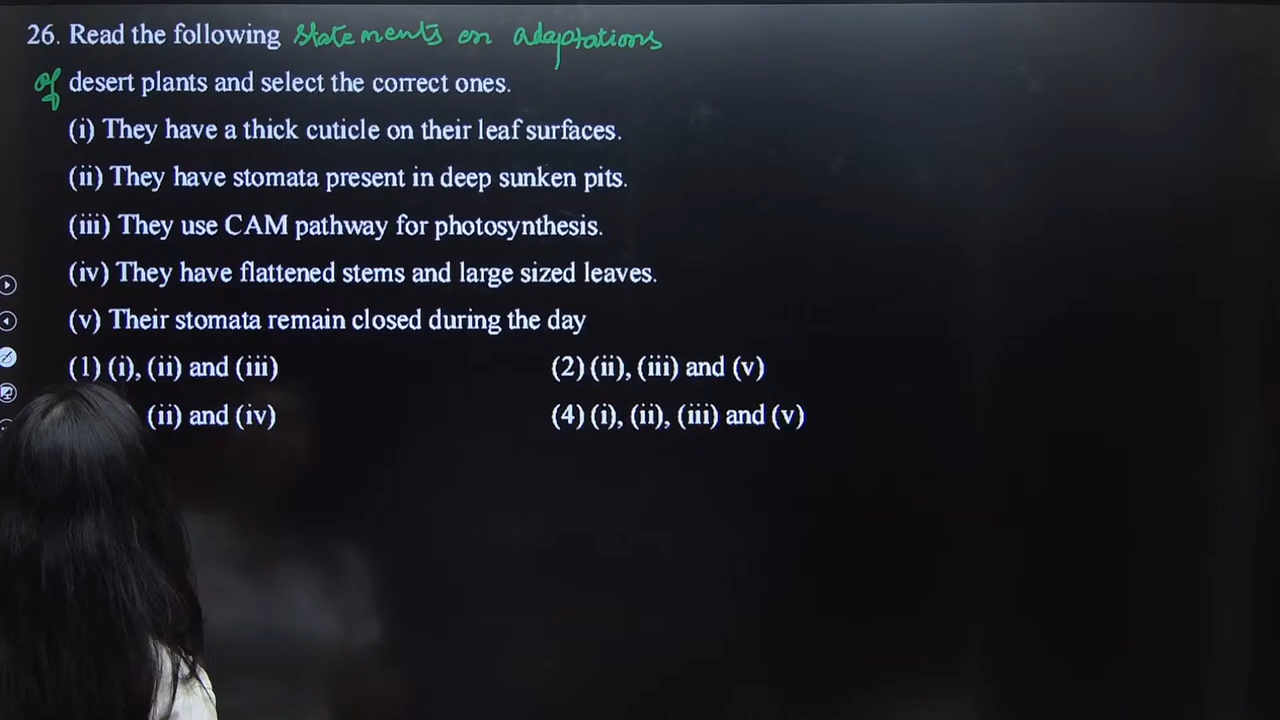 26. Read the following statements on adaptations
of desert plants and select the correct ones.
(i) They have a thick cuticle on their leaf surfaces.
(ii) They have stomata present in deep sunken pits.
(iii) They use CAM pathway for photosynthesis.
(iv) They have flattened stems and large sized leaves.
(v) Their stomata remain closed during the day
(1) (i), (ii) and (iii) (2) (ii), (iii) and (v)
(ii) and (iv) (4) (i), (ii), (iii) and (v)